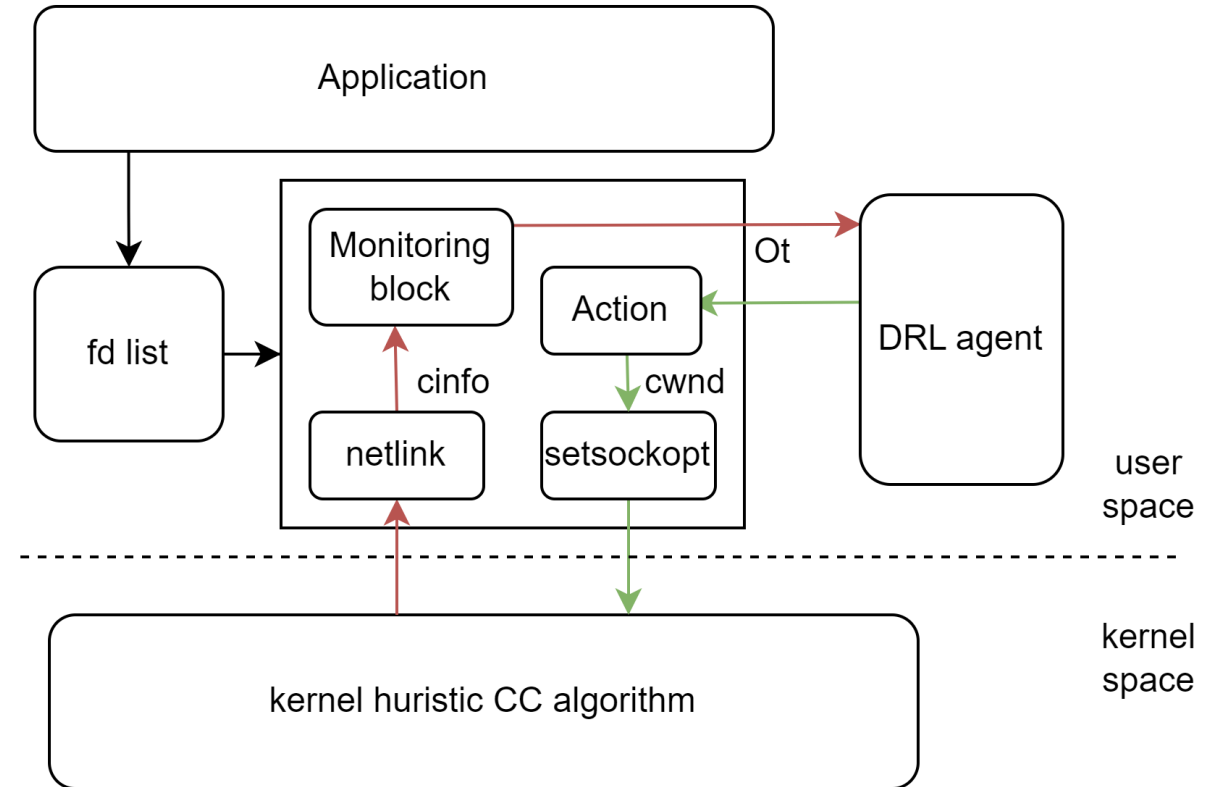 Application
Monitoring
block
Ot
Action
fd list
DRL agent
cinfo
cwnd
netlink
setsockopt
user
space
kernel
space
kernel huristic CC algorithm